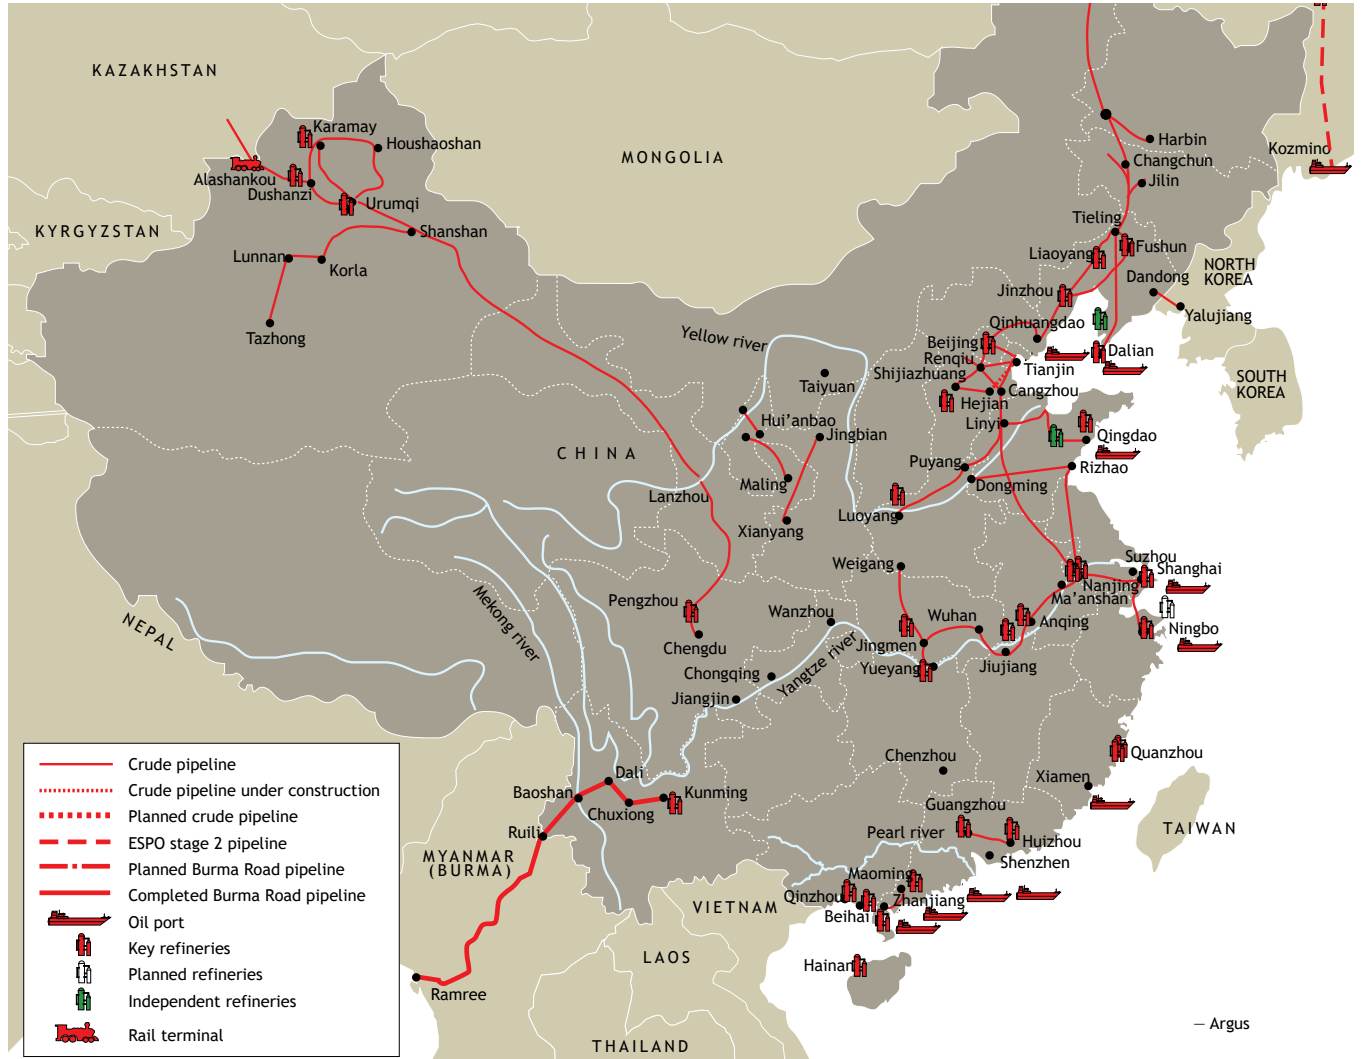 KAZAKHSTAN
Karamay
Houshaoshan
MONGOLIA
Harbin
Kozmino
Changchun
Alashankou
Dushanzi
Jilin
Urumqi
KYRGYZSTAN
Shanshan
Tieling
Fushun
Liaoyang
Lunnan
Korla
NORTH
KOREA
Dandong
Jinzhou
Yalujiang
Tazhong
Yellow river
Qinhuangdao
Beijing
Dalian
Renqiu
Tianjin
Shijiazhuang
Taiyuan
SOUTH
KOREA
Hejian
Cangzhou
Hui'anbao
Linyi
Jingbian
Qingdao
CHINA
Puyang
Rizhao
Maling
Dongming
Lanzhou
Luoyang
Xianyang
Suzhou
Weigang
Shanghai
Nanjing
Ma'anshan
Mekong river
Pengzhou
Wanzhou
Wuhan
Anqing
NEPAL
Ningbo
Chengdu
Jingmen
Yangtze river
Chongqing
Yueyang
Jiujiang
Jiangjin
Quanzhou
Chenzhou
Dali
Xiamen
Baoshan
Kunming
Chuxiong
Guangzhou
Ruili
Pearl river
Huizhou
TAIWAN
MYANMAR
(BURMA)
Shenzhen
Maoming
Qinzhou
VIETNAM
Zhanjiang
Beihai
LAOS
Hainan
Ramree
THAILAND
Crude pipeline
Crude pipeline under construction
Planned crude pipeline
ESPO stage 2 pipeline
Planned Burma Road pipeline
Completed Burma Road pipeline
Oil port
Key refineries
Planned refineries
Independent refineries
Rail terminal
— Argus